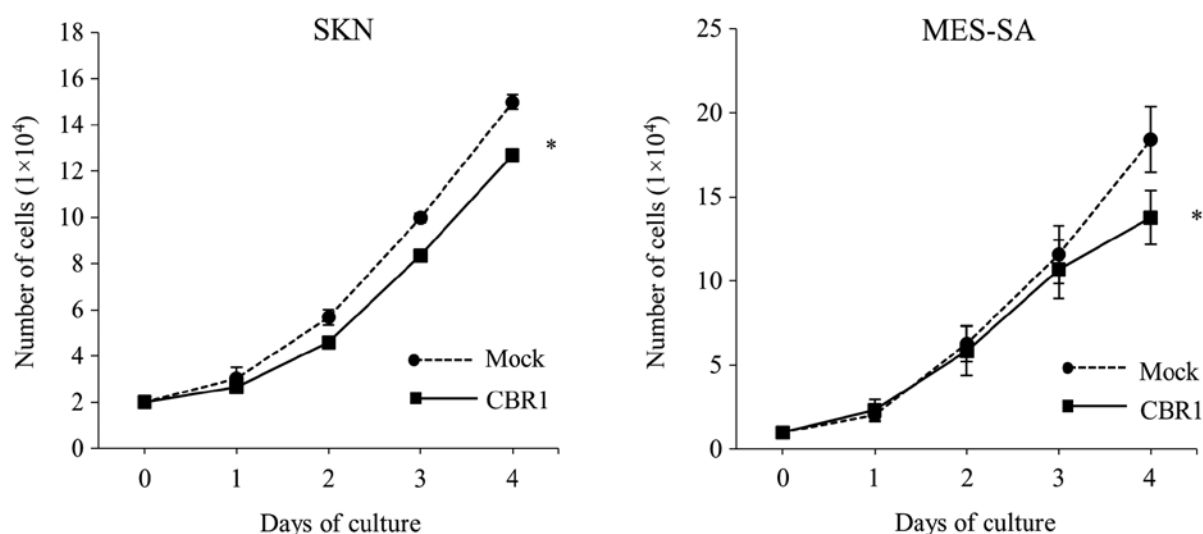 SKN
Number of cells (1×10⁴)
18
16
14
12
10
8
6
4
2
0
*
Mock
CBR1
0 1 2 3 4
Days of culture
MES-SA
Number of cells (1×10⁴)
25
20
15
10
5
0
*
Mock
CBR1
0 1 2 3 4
Days of culture